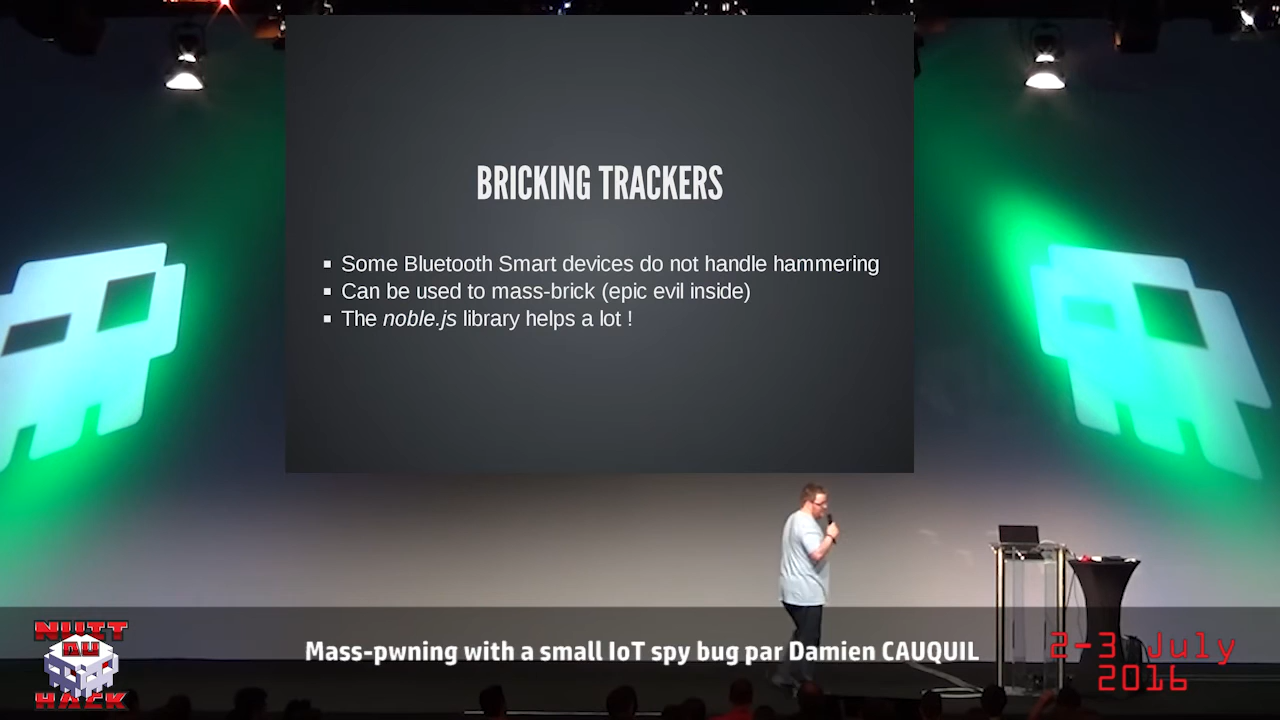 BRICKING TRACKERS
▪ Some Bluetooth Smart devices do not handle hammering
▪ Can be used to mass-brick (epic evil inside)
▪ The noble.js library helps a lot !
NUIT
AU
HACK
Mass-pwning with a small IoT spy bug par Damien CAUQUIL
2-3 July
2016